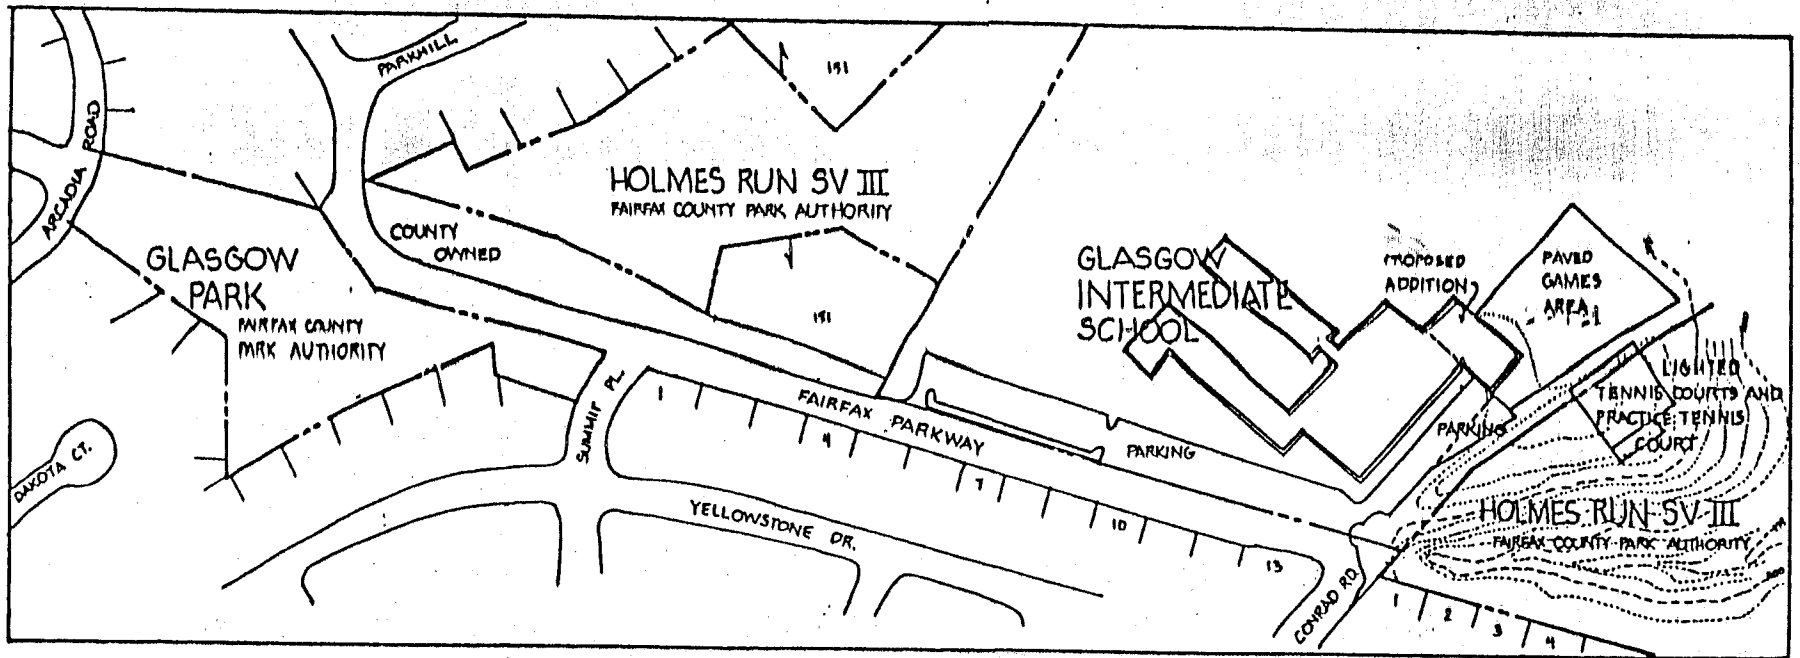 PARKHILL
151
ARCADIA ROAD
HOLMES RUN SV III
FAIRFAX COUNTY PARK AUTHORITY
COUNTY
OWNED
GLASGOW
PARK
FAIRFAX COUNTY
PARK AUTHORITY
151
GLASGOW
INTERMEDIATE
SCHOOL
PROPOSED
ADDITION
PAVED
GAMES
AREA
LIGHTED
TENNIS COURTS AND
PRACTICE TENNIS
COURT
PARKING
SUMMIT PL.
FAIRFAX PARKWAY
PARKING
1
4
7
10
13
DAKOTA CT.
YELLOWSTONE DR.
HOLMES RUN SV III
FAIRFAX COUNTY PARK AUTHORITY
CONRAD RD.
1
2
3
4